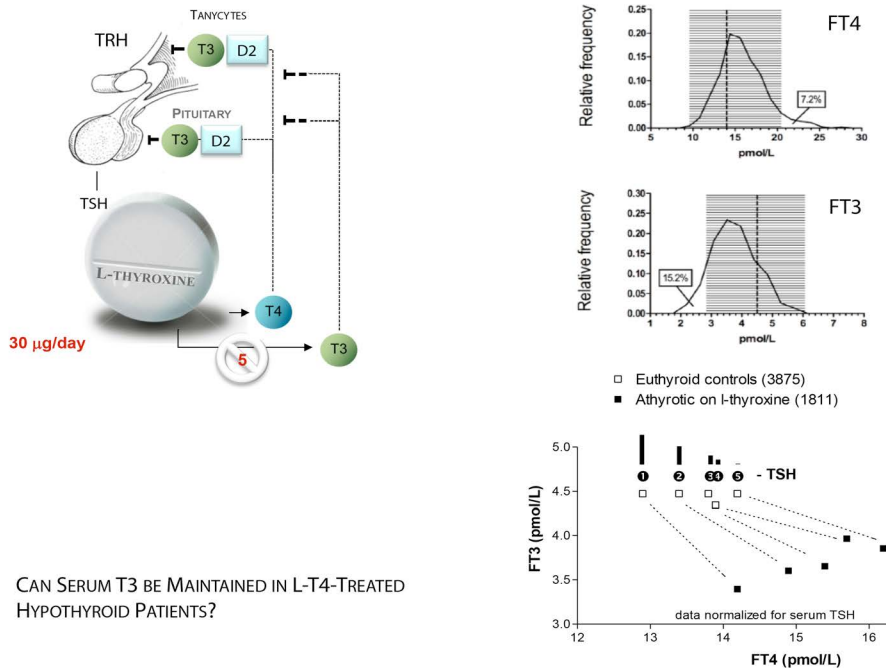 TANYCYTES
TRH
T3
D2
PITUITARY
T3
D2
TSH
L-THYROXINE
T4
30 µg/day
5
T3
CAN SERUM T3 BE MAINTAINED IN L-T4-TREATED
HYPOTHYROID PATIENTS?
FT4
Relative frequency
0.25
0.20
0.15
0.10
0.05
0.00
7.2%
5 10 15 20 25 30
pmol/L
FT3
Relative frequency
0.30
0.25
0.20
0.15
0.10
0.05
0.00
15.2%
1 2 3 4 5 6 7 8
pmol/L
□ Euthyroid controls (3875)
■ Athyrotic on l-thyroxine (1811)
FT3 (pmol/L)
5.0
4.5
4.0
3.5
3.0
1 2 3 4 5 - TSH
data normalized for serum TSH
12 13 14 15 16
FT4 (pmol/L)